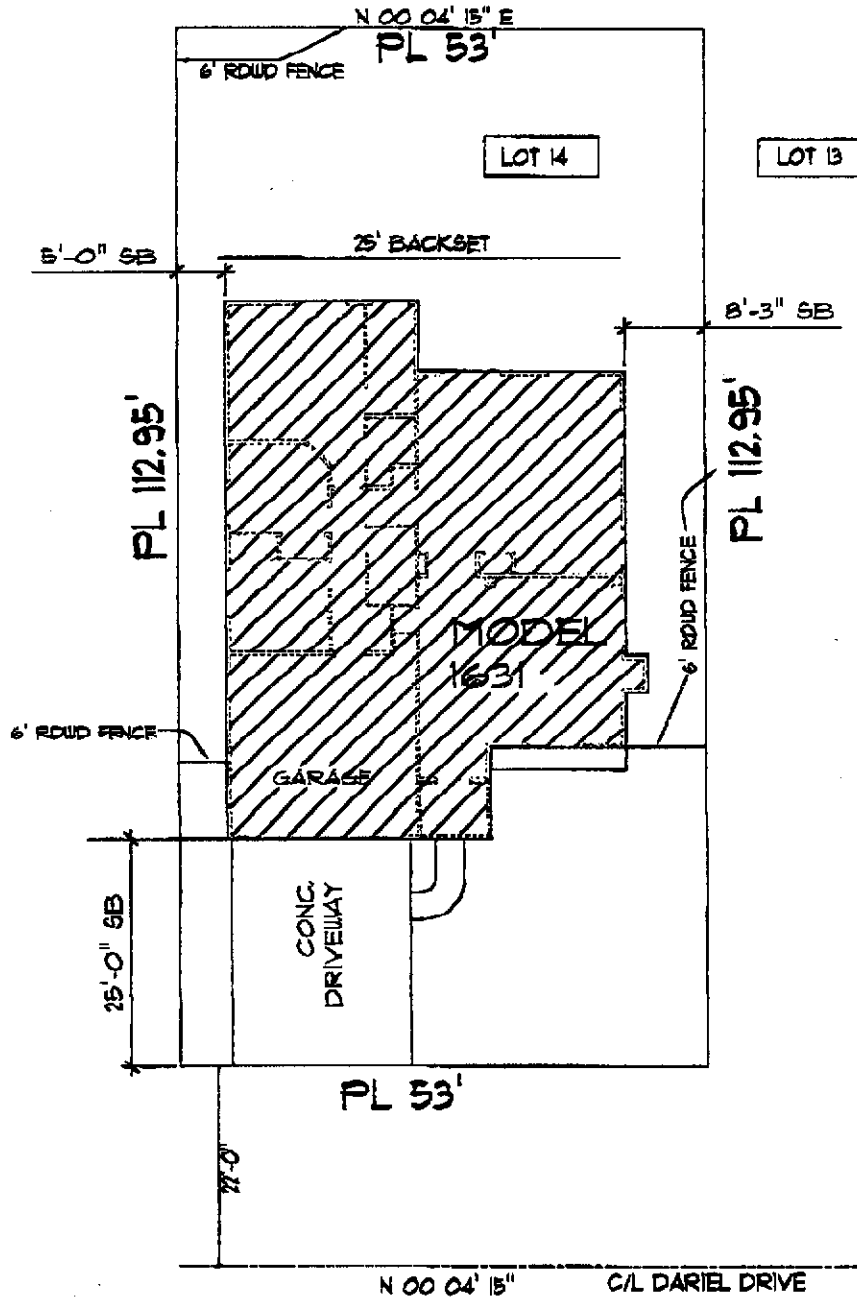 N 00 04' 15" E
PL 53'
6' RDWD FENCE
LOT 14
LOT 13
5'-0" SB
25' BACKSET
8'-3" SB
PL 112.95'
PL 112.95'
6' RDWD FENCE
MODEL
1631
6' RDWD FENCE
GARAGE
25'-0" SB
CONC.
DRIVEWAY
PL 53'
22'-0"
N 00 04' 15"
C/L DARIEL DRIVE